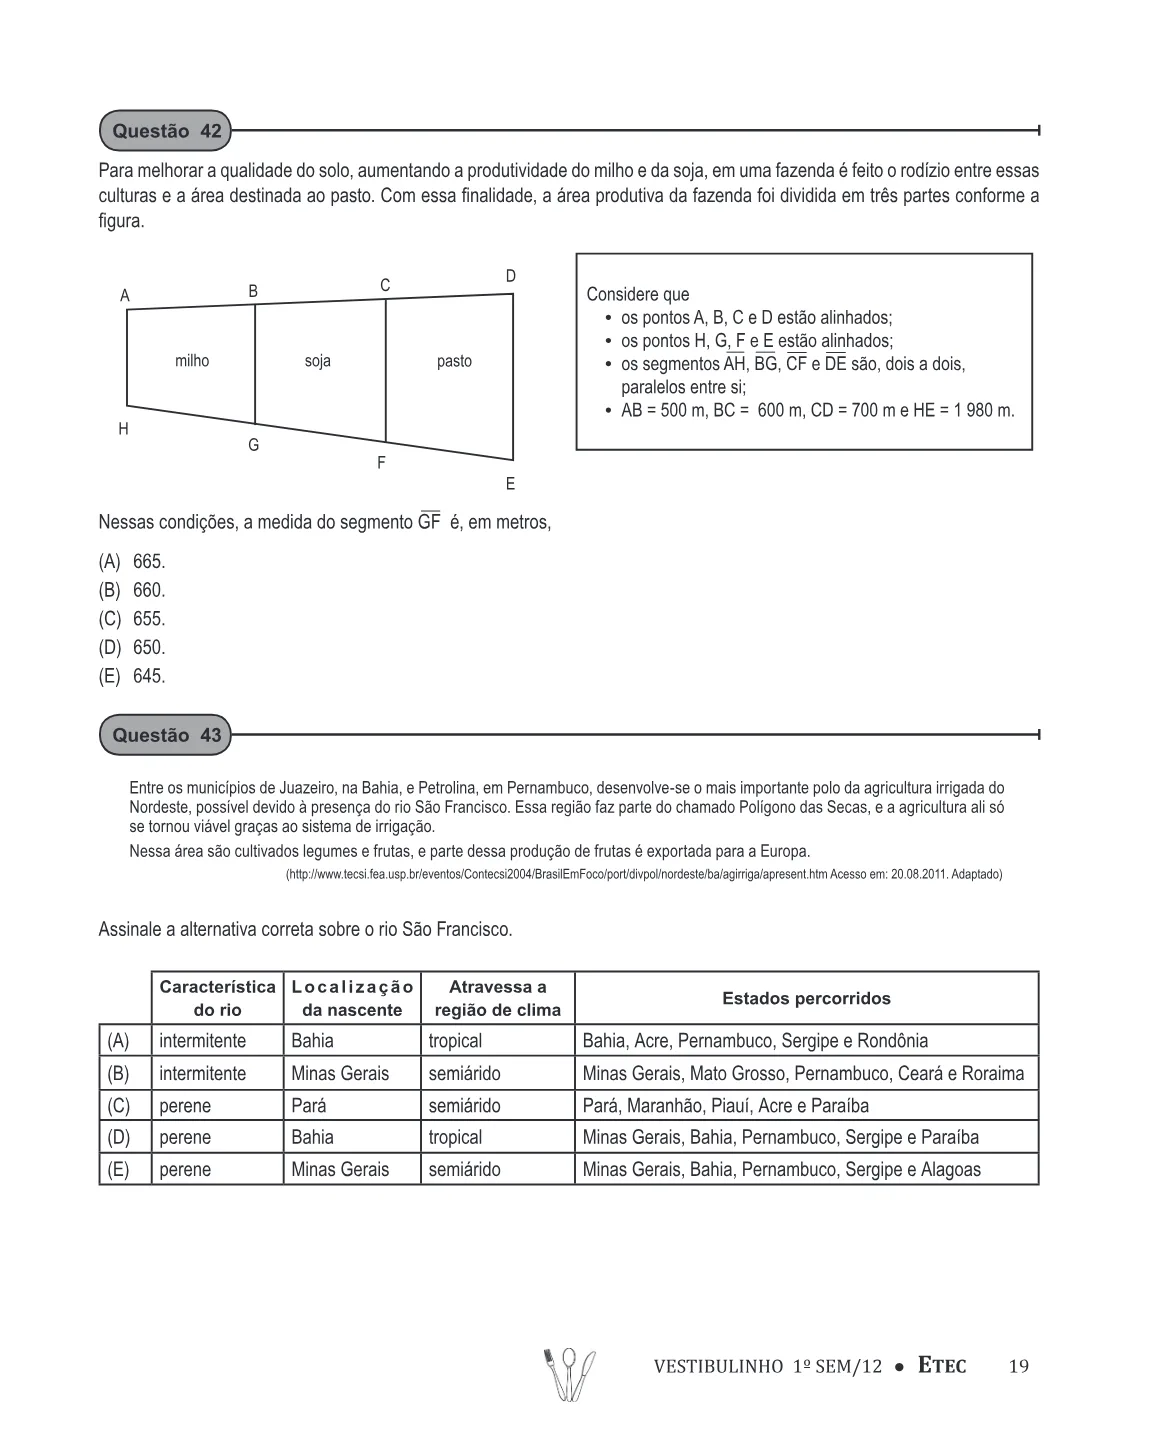 Questão 42
Para melhorar a qualidade do solo, aumentando a produtividade do milho e da soja, em uma fazenda é feito o rodízio entre essas
culturas e a área destinada ao pasto. Com essa finalidade, a área produtiva da fazenda foi dividida em três partes conforme a
figura.
A
B
C
D
milho
soja
pasto
H
G
F
E
Considere que
• os pontos A, B, C e D estão alinhados;
• os pontos H, G, F e E estão alinhados;
• os segmentos AH, BG, CF e DE são, dois a dois,
paralelos entre si;
• AB = 500 m, BC = 600 m, CD = 700 m e HE = 1 980 m.
Nessas condições, a medida do segmento GF é, em metros,
(A) 665.
(B) 660.
(C) 655.
(D) 650.
(E) 645.
Questão 43
Entre os municípios de Juazeiro, na Bahia, e Petrolina, em Pernambuco, desenvolve-se o mais importante polo da agricultura irrigada do
Nordeste, possível devido à presença do rio São Francisco. Essa região faz parte do chamado Polígono das Secas, e a agricultura ali só
se tornou viável graças ao sistema de irrigação.
Nessa área são cultivados legumes e frutas, e parte dessa produção de frutas é exportada para a Europa.
(http://www.tecsi.fea.usp.br/eventos/Contecsi2004/BrasilEmFoco/port/divpol/nordeste/ba/agirriga/apresent.htm Acesso em: 20.08.2011. Adaptado)
Assinale a alternativa correta sobre o rio São Francisco.
Característica do rio | Localização da nascente | Atravessa a região de clima | Estados percorridos
(A) intermitente Bahia tropical Bahia, Acre, Pernambuco, Sergipe e Rondônia
(B) intermitente Minas Gerais semiárido Minas Gerais, Mato Grosso, Pernambuco, Ceará e Roraima
(C) perene Pará semiárido Pará, Maranhão, Piauí, Acre e Paraíba
(D) perene Bahia tropical Minas Gerais, Bahia, Pernambuco, Sergipe e Paraíba
(E) perene Minas Gerais semiárido Minas Gerais, Bahia, Pernambuco, Sergipe e Alagoas
VESTIBULINHO 1º SEM/12 • ETEC 19